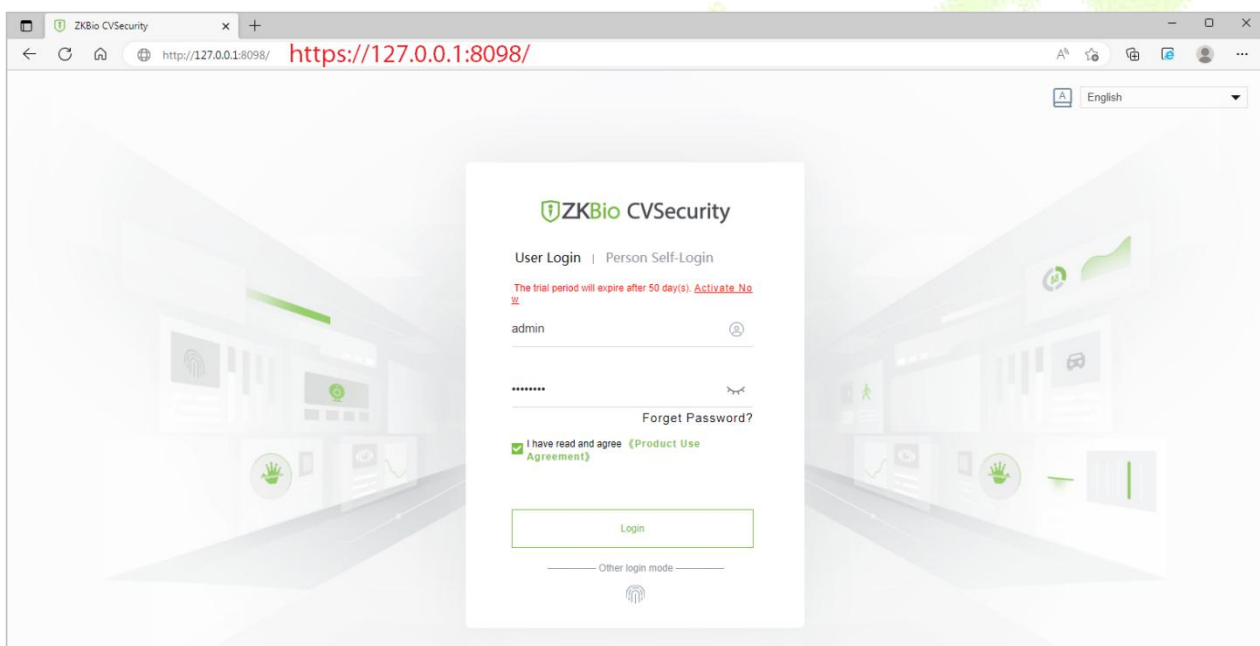 ZKBio CVSecurity
http://127.0.0.1:8098/ https://127.0.0.1:8098/
English
ZKBio CVSecurity
User Login | Person Self-Login
The trial period will expire after 50 day(s). Activate No
w
admin
••••••••
Forget Password?
I have read and agree 《Product Use
Agreement》
Login
Other login mode